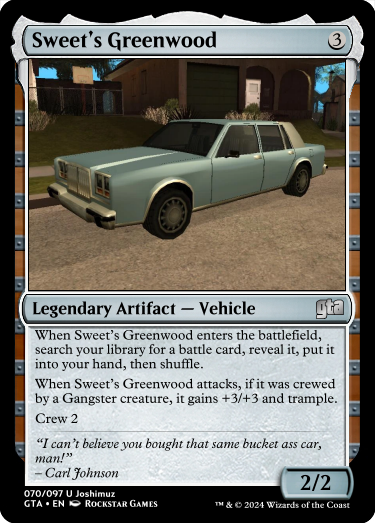 Sweet's Greenwood 3
Legendary Artifact — Vehicle gta
When Sweet's Greenwood enters the battlefield,
search your library for a battle card, reveal it, put it
into your hand, then shuffle.
When Sweet's Greenwood attacks, if it was crewed
by a Gangster creature, it gains +3/+3 and trample.
Crew 2
"I can't believe you bought that same bucket ass car,
man!"
– Carl Johnson
2/2
070/097 U Joshimuz
GTA • EN ROCKSTAR GAMES
™ & © 2024 Wizards of the Coast